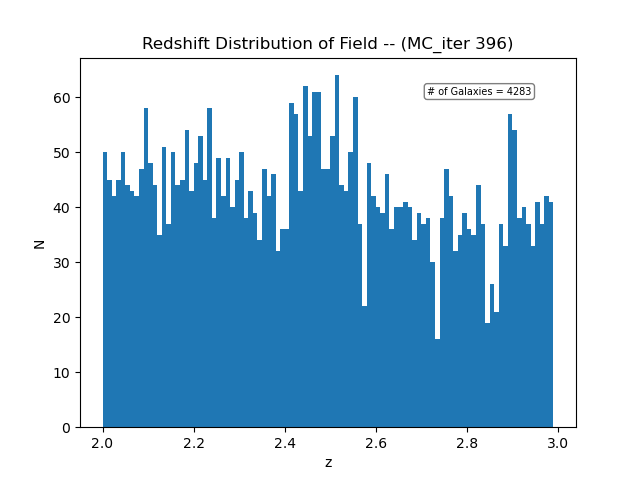 Redshift Distribution of Field -- (MC_iter 396)
# of Galaxies = 4283
60
50
40
30
20
10
0
N
2.0 2.2 2.4 2.6 2.8 3.0
z